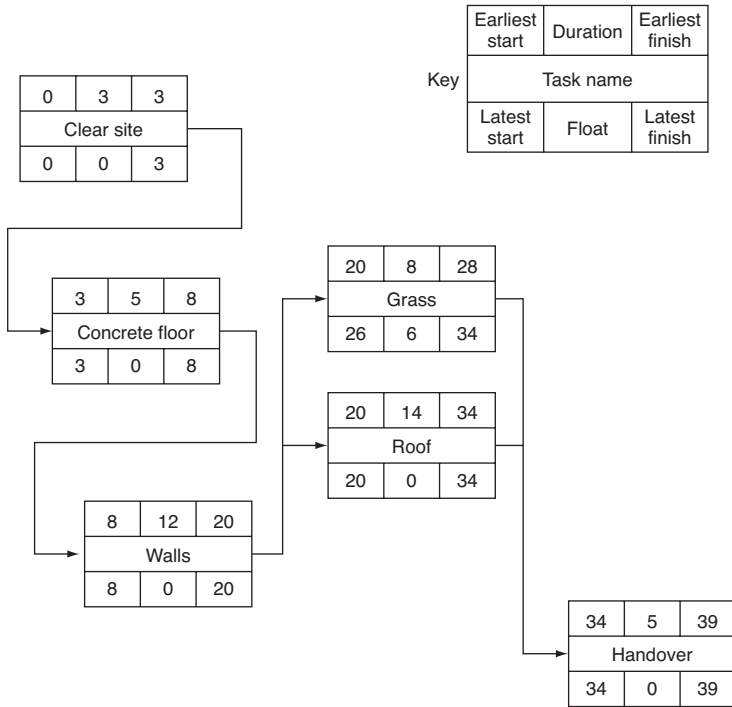 Earliest start Duration Earliest finish
Key Task name
Latest start Float Latest finish
0 3 3
Clear site
0 0 3
3 5 8
Concrete floor
3 0 8
8 12 20
Walls
8 0 20
20 8 28
Grass
26 6 34
20 14 34
Roof
20 0 34
34 5 39
Handover
34 0 39